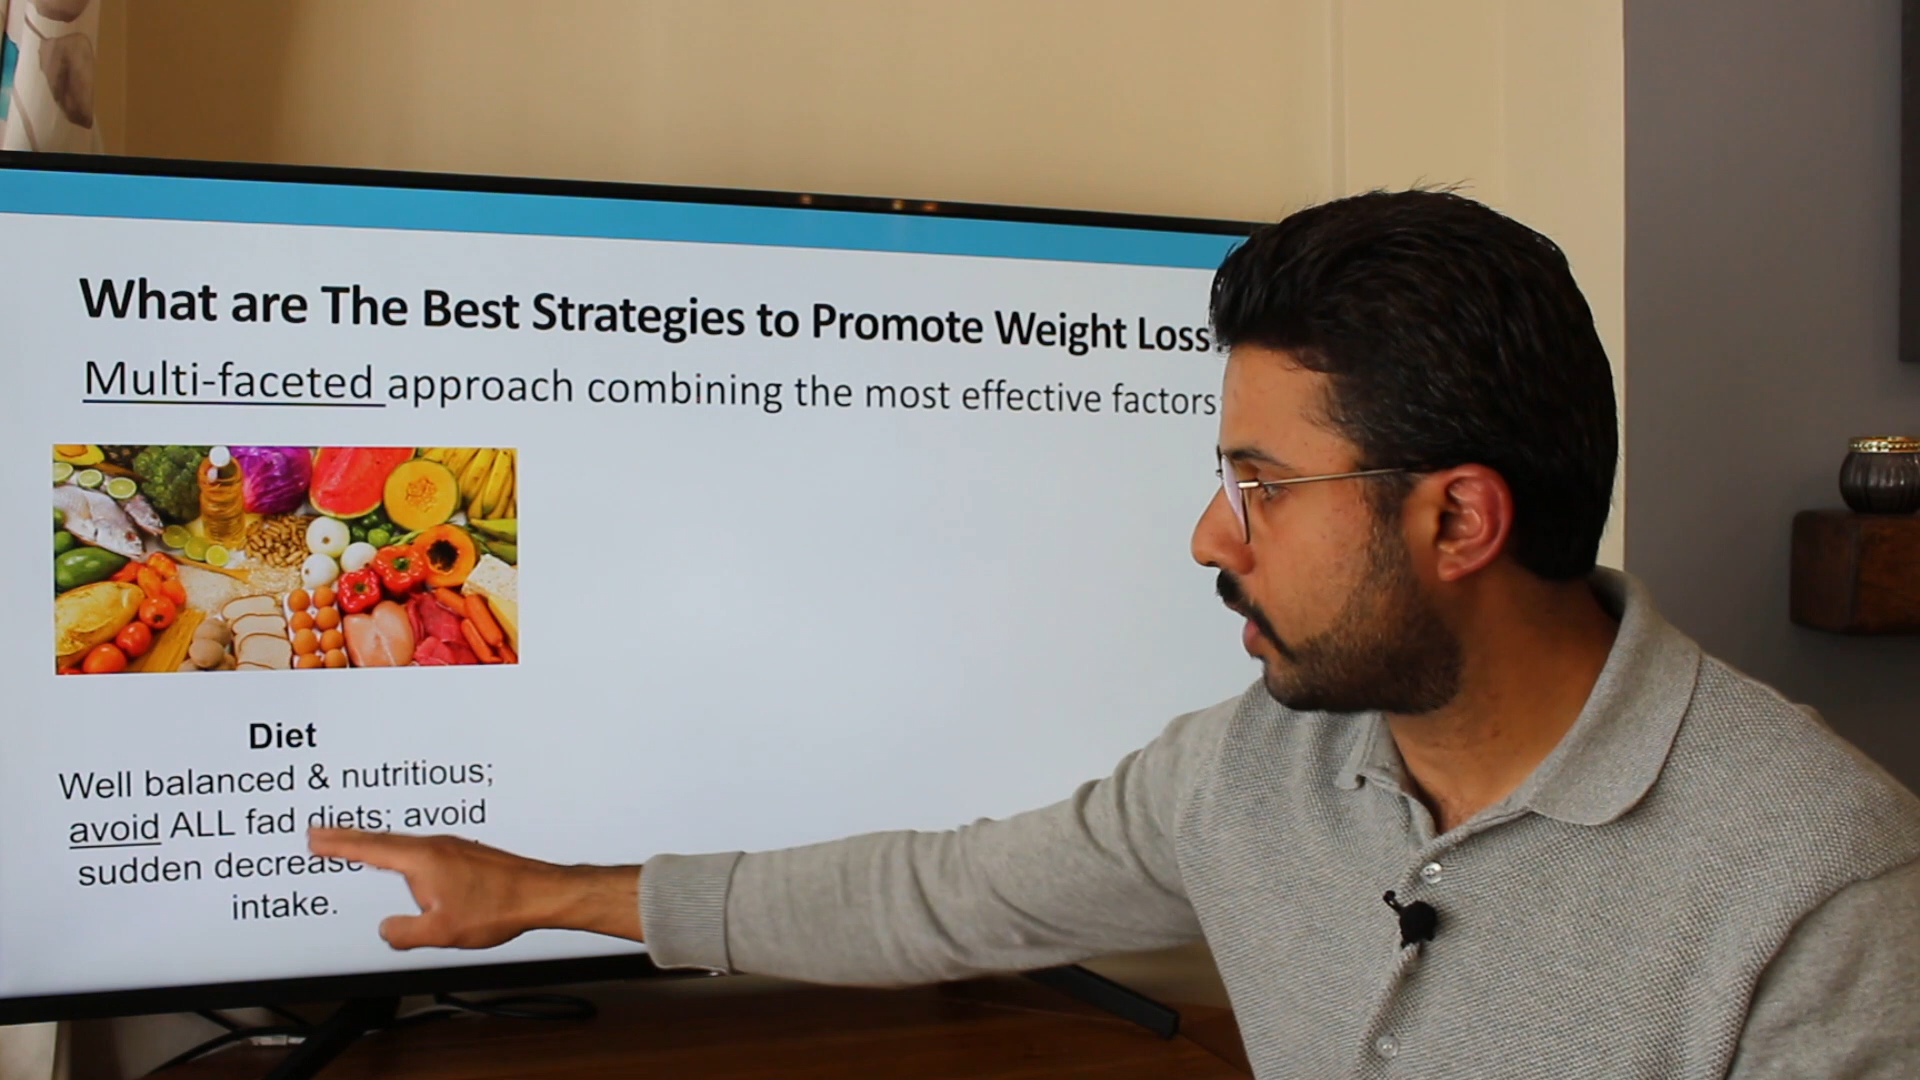 What are The Best Strategies to Promote Weight Loss
Multi-faceted approach combining the most effective factors
Diet
Well balanced & nutritious;
avoid ALL fad diets; avoid
sudden decrease
intake.